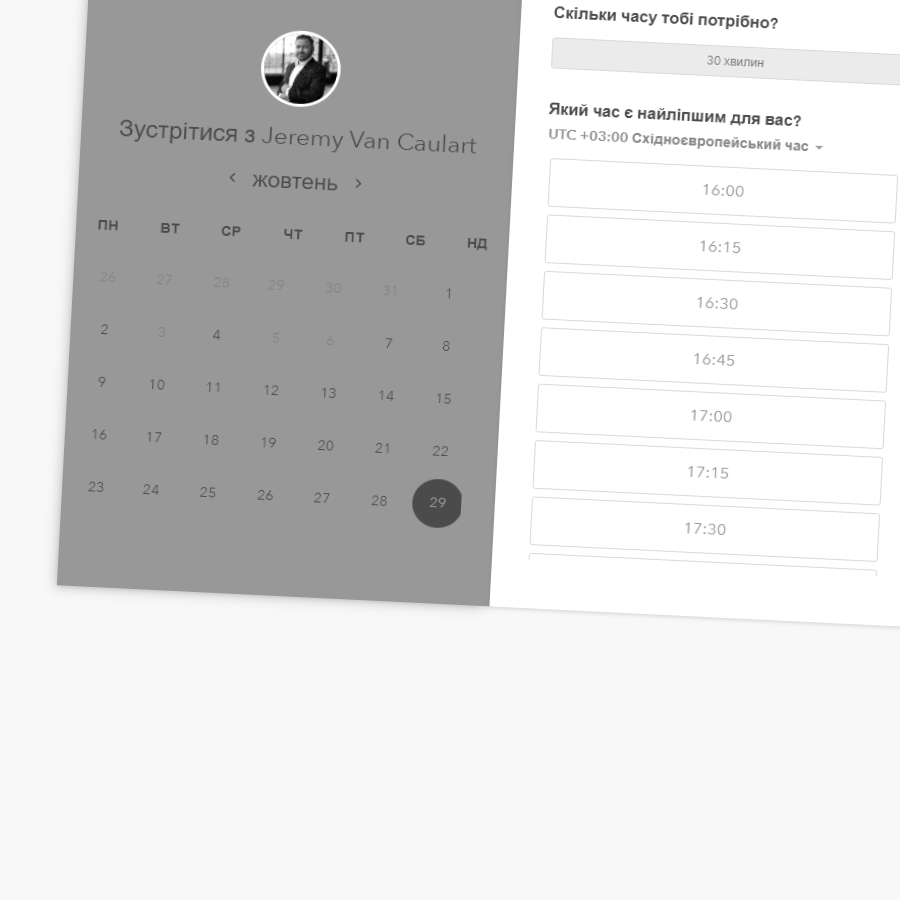 Зустрітися з Jeremy Van Caulart
жовтень
ПН ВТ СР ЧТ ПТ СБ НД
26 27 28 29 30 31 1
2 3 4 5 6 7 8
9 10 11 12 13 14 15
16 17 18 19 20 21 22
23 24 25 26 27 28 29
Скільки часу тобі потрібно?
30 хвилин
Який час є найліпшим для вас?
UTC +03:00 Східноєвропейський час
16:00
16:15
16:30
16:45
17:00
17:15
17:30